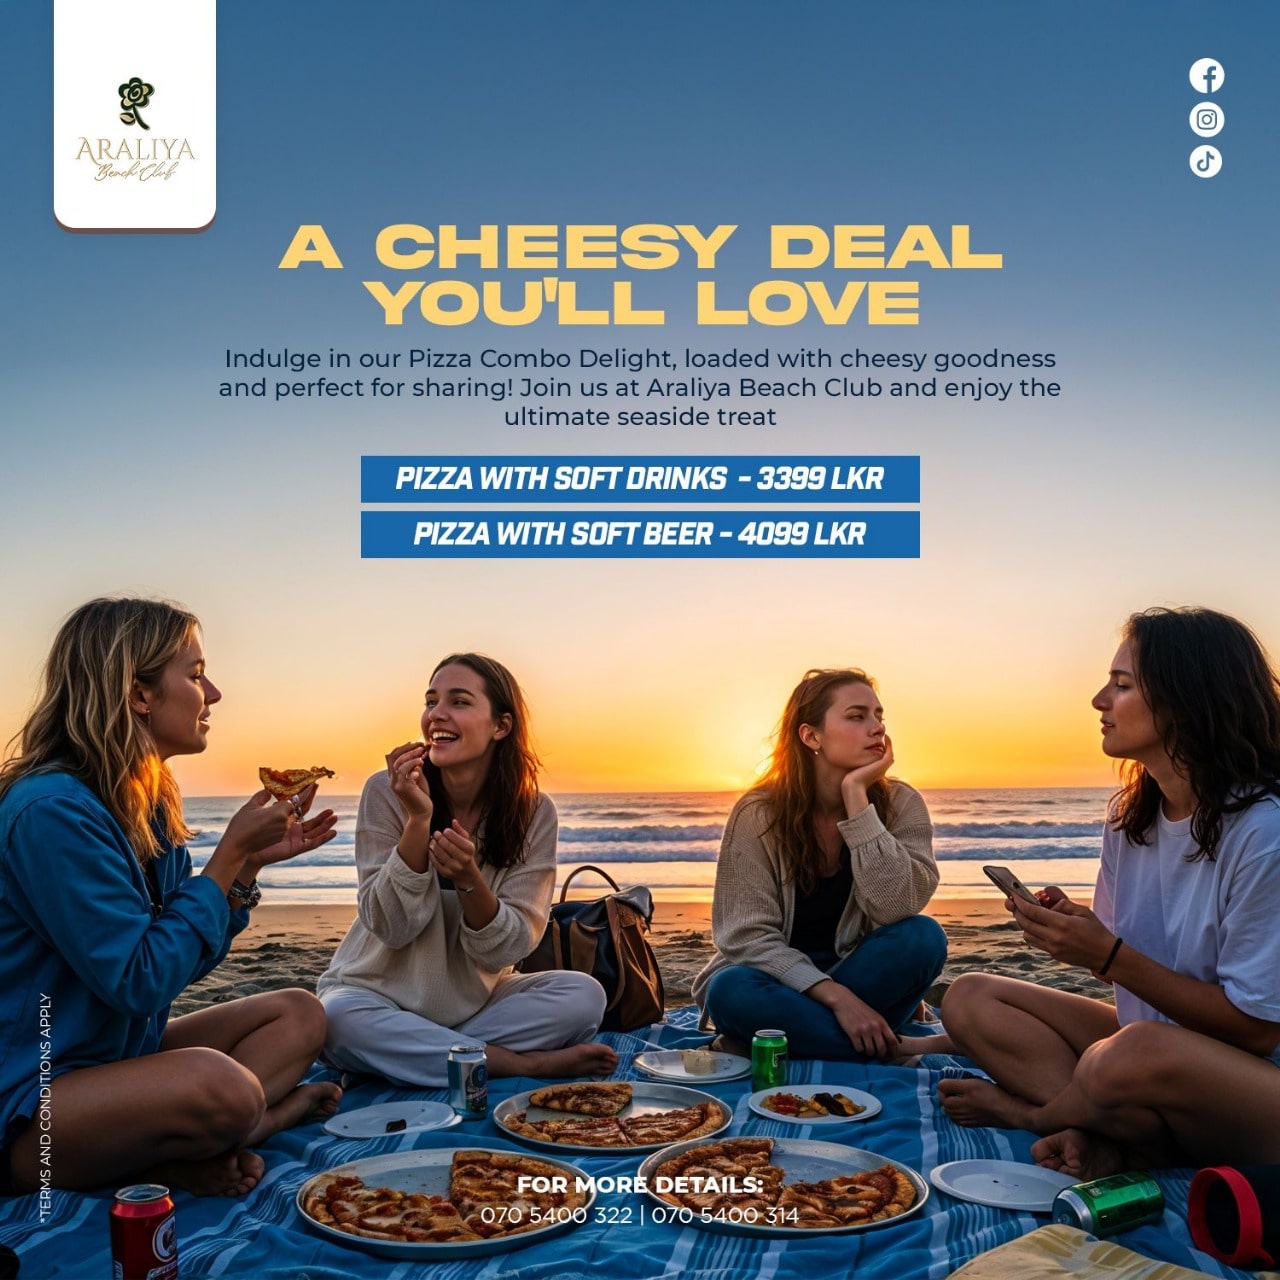 ARALIYA
Beach Club
A CHEESY DEAL
YOU'LL LOVE
Indulge in our Pizza Combo Delight, loaded with cheesy goodness
and perfect for sharing! Join us at Araliya Beach Club and enjoy the
ultimate seaside treat
PIZZA WITH SOFT DRINKS - 3399 LKR
PIZZA WITH SOFT BEER - 4099 LKR
*TERMS AND CONDITIONS APPLY
FOR MORE DETAILS:
070 5400 322 | 070 5400 314